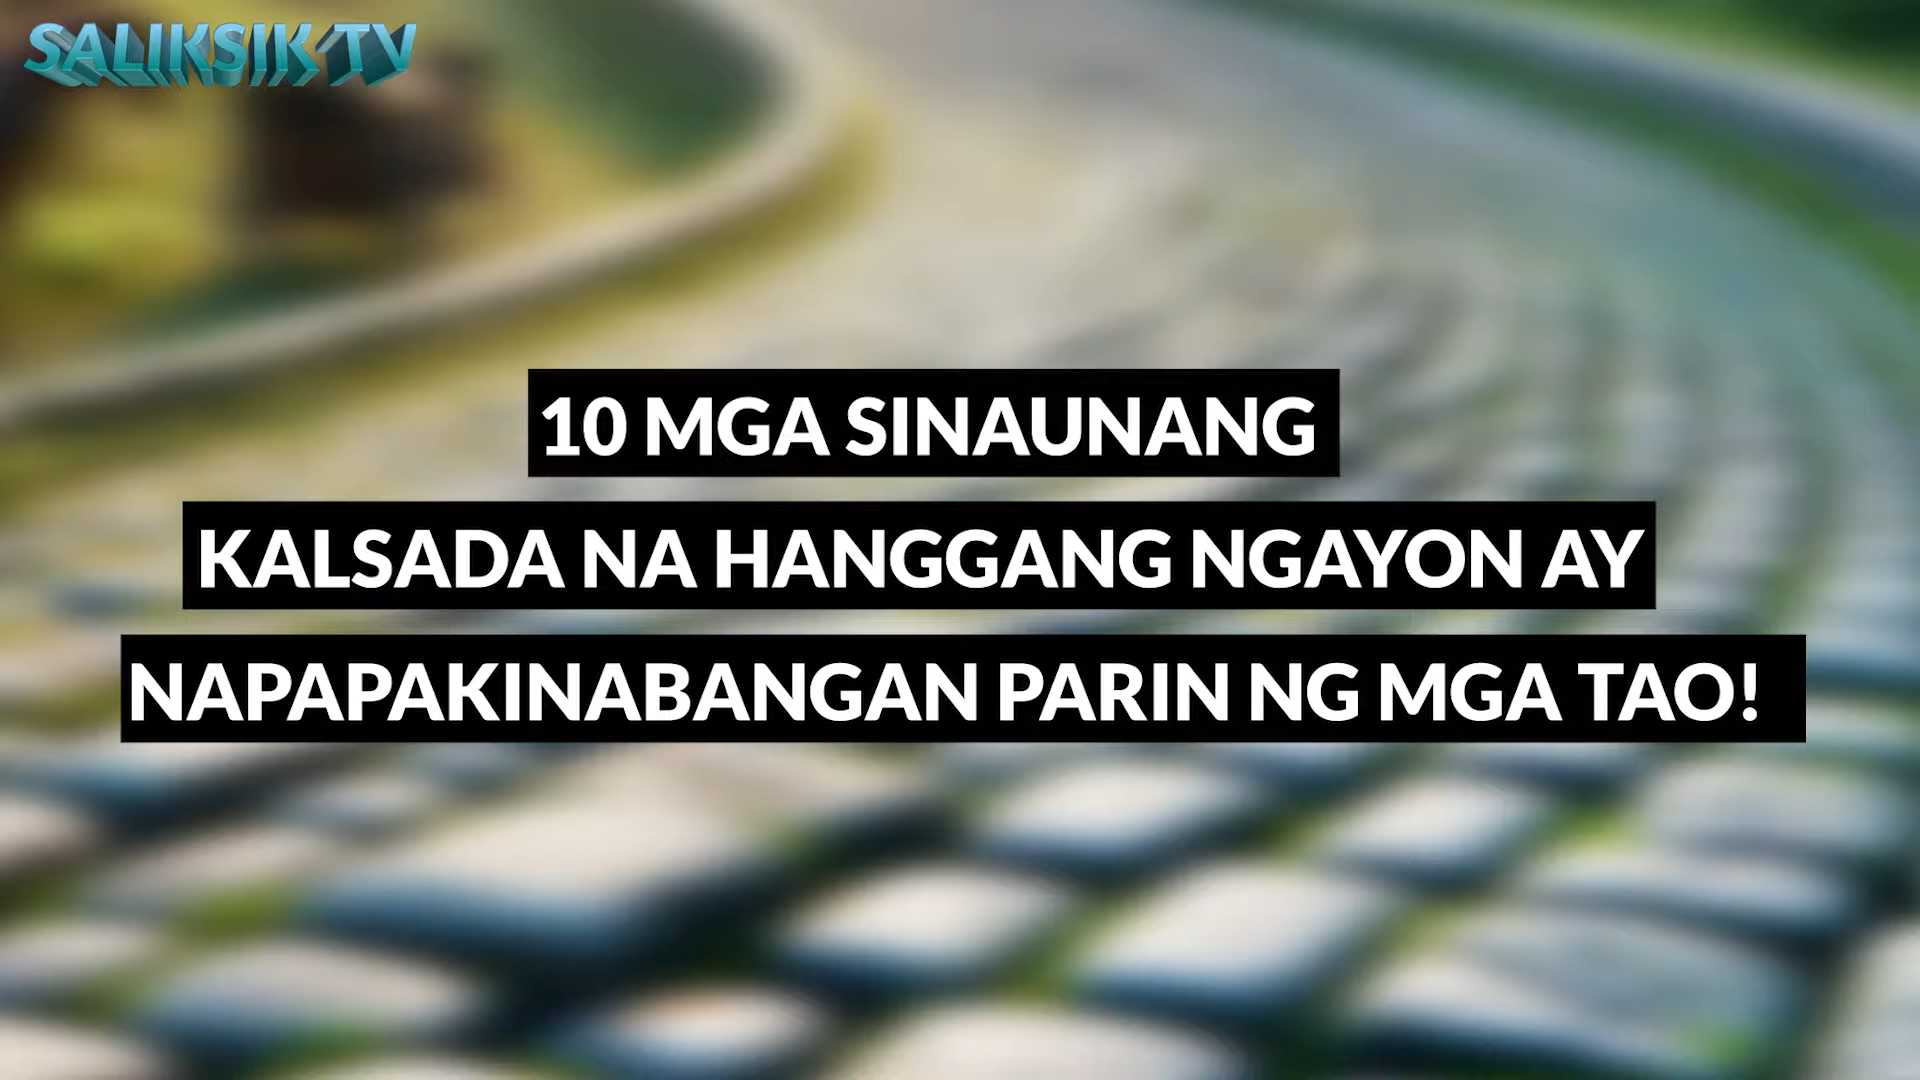 SALIKSIK TV
10 MGA SINAUNANG
KALSADA NA HANGGANG NGAYON AY
NAPAPAKINABANGAN PARIN NG MGA TAO!